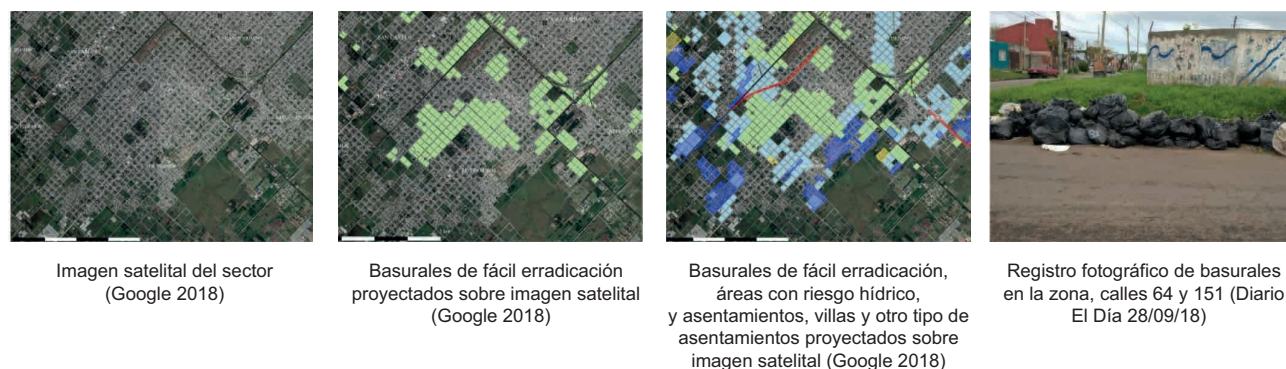 Imagen satelital del sector
(Google 2018)
Basurales de fácil erradicación
proyectados sobre imagen satelital
(Google 2018)
Basurales de fácil erradicación,
áreas con riesgo hídrico,
y asentamientos, villas y otro tipo de
asentamientos proyectados sobre
imagen satelital (Google 2018)
Registro fotográfico de basurales
en la zona, calles 64 y 151 (Diario
El Día 28/09/18)